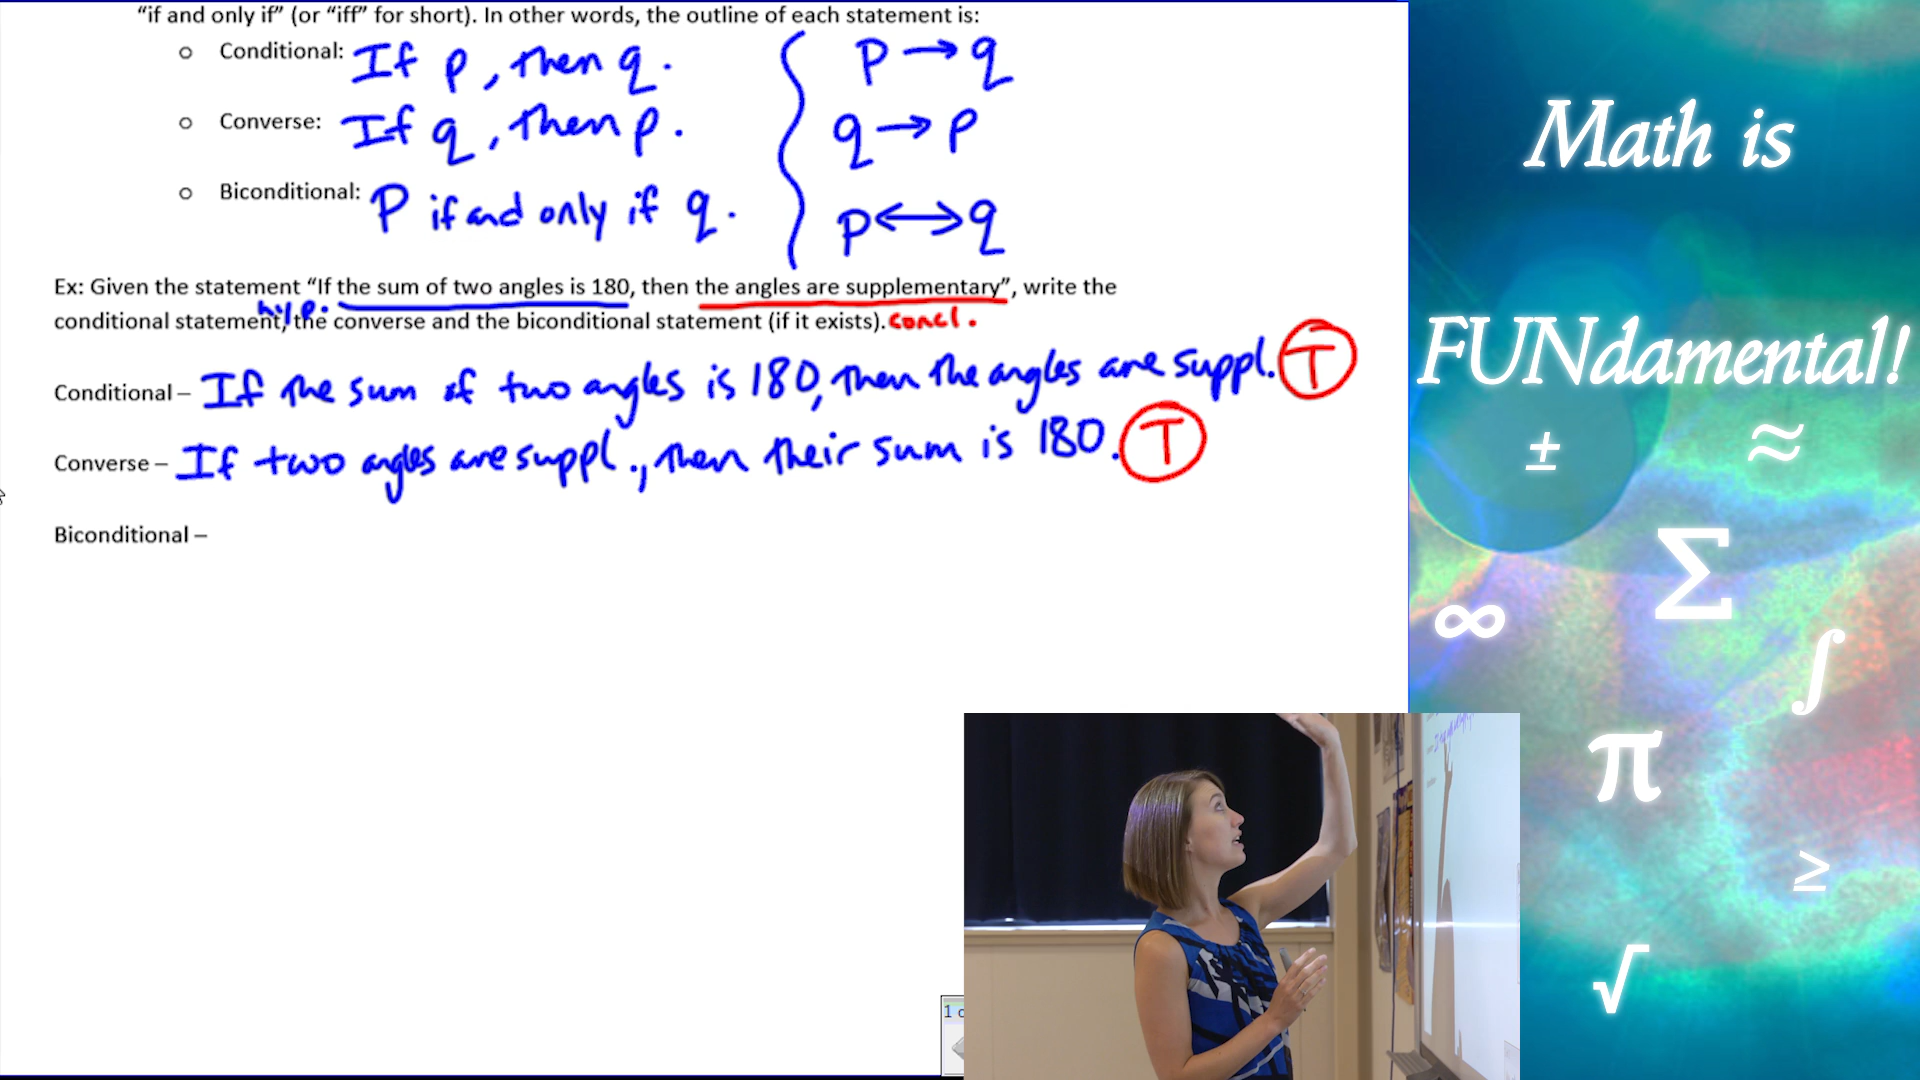 "if and only if" (or "iff" for short). In other words, the outline of each statement is:
o Conditional: If p, then q. p → q
o Converse: If q, then p. q → p
o Biconditional: P if and only if q. p ↔ q
Ex: Given the statement "If the sum of two angles is 180, then the angles are supplementary", write the
hyp.
conditional statement, the converse and the biconditional statement (if it exists). concl.
Conditional – If the sum of two angles is 180, then the angles are suppl. T
Converse – If two angles are suppl., then their sum is 180. T
Biconditional –
Math is
FUNdamental!
± ≈
Σ
∞
∫
π
≥
√